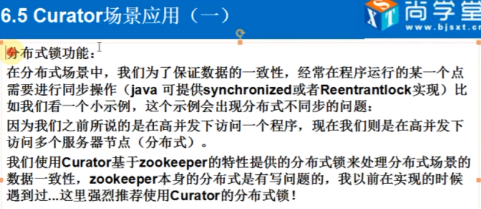 6.5 Curator场景应用（一）
尚学堂
www.bjsxt.cn
分布式锁功能：
在分布式场景中，我们为了保证数据的一致性，经常在程序运行的某一个点
需要进行同步操作（java 可提供synchronized或者Reentrantlock实现）比
如我们看一个小示例，这个示例会出现分布式不同步的问题：
因为我们之前所说的是在高并发下访问一个程序，现在我们则是在高并发下
访问多个服务器节点（分布式）。
我们使用Curator基于zookeeper的特性提供的分布式锁来处理分布式场景的
数据一致性，zookeeper本身的分布式是有写问题的，我以前在实现的时候
遇到过...这里强烈推荐使用Curator的分布式锁！